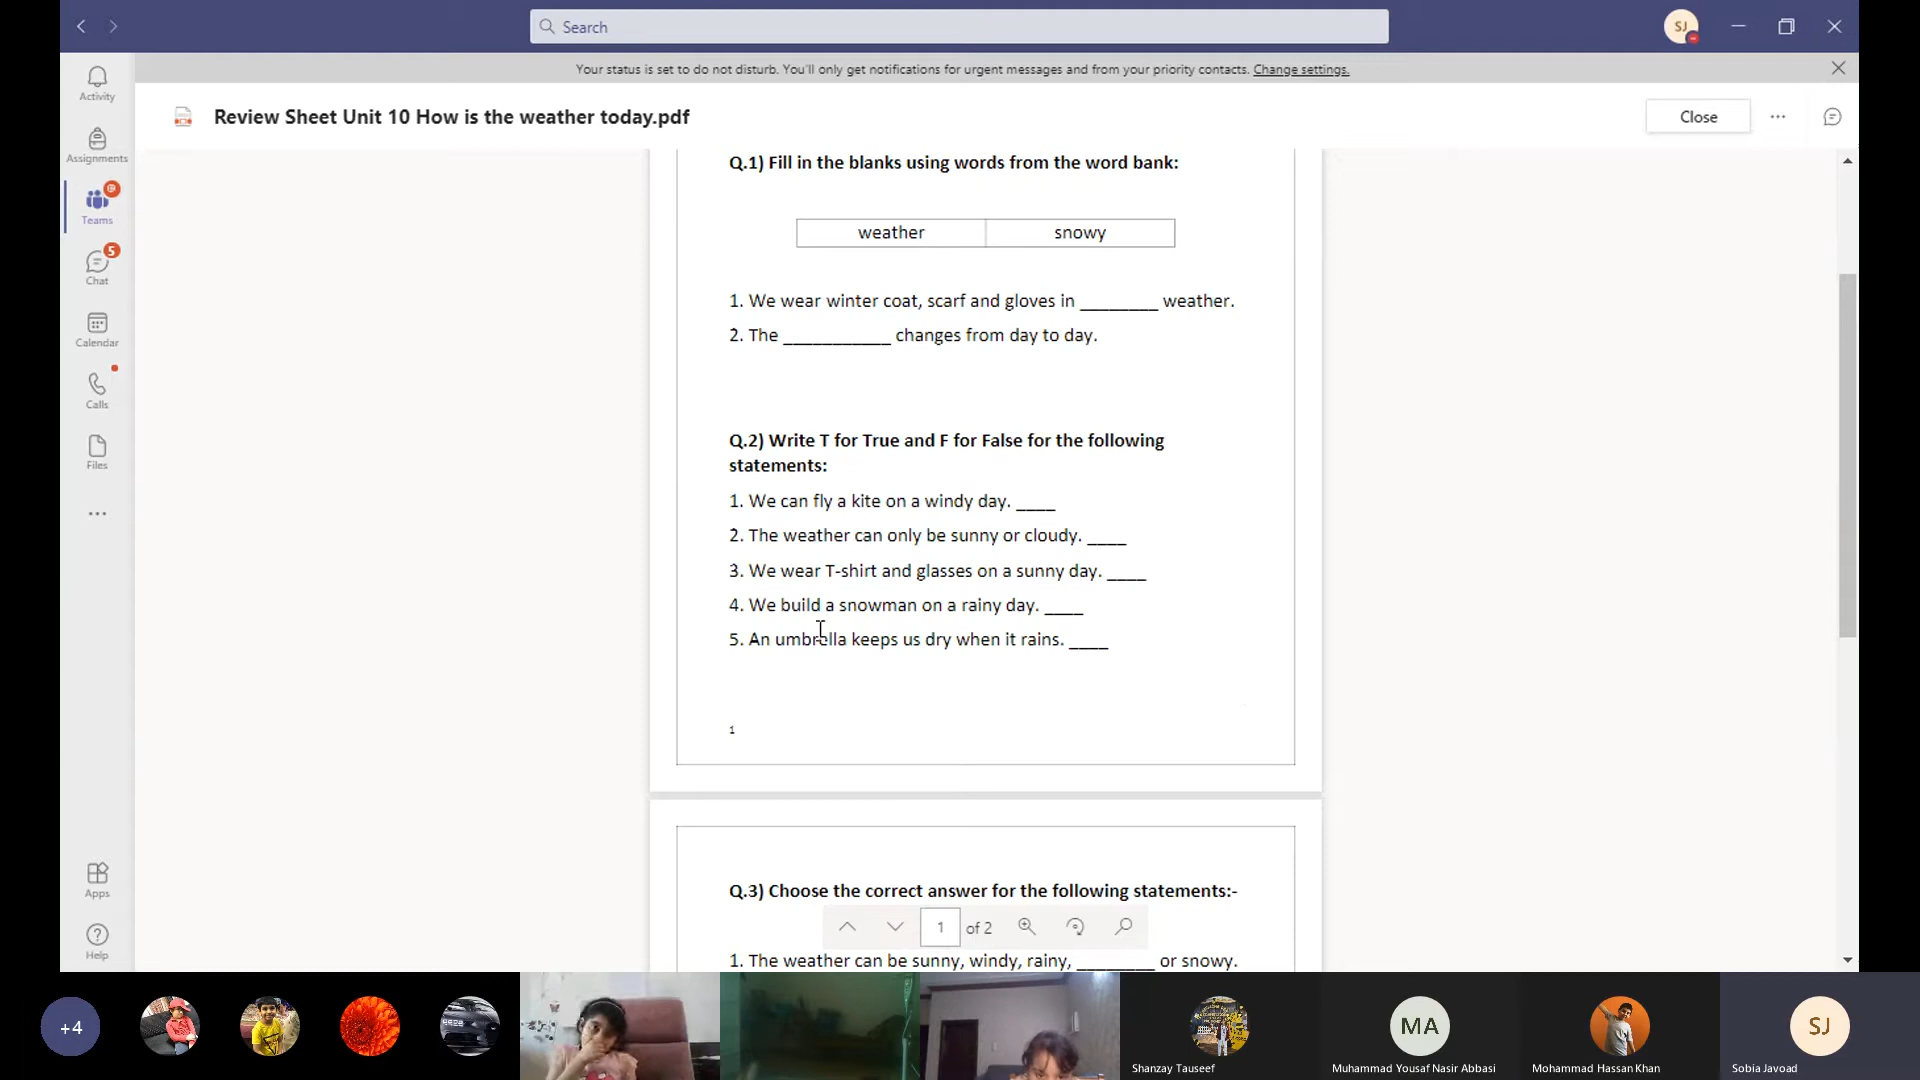 Search
SJ
Your status is set to do not disturb. You'll only get notifications for urgent messages and from your priority contacts. Change settings.
Activity
Assignments
Teams
Chat
5
Calendar
Calls
Files
Apps
Help
Review Sheet Unit 10 How is the weather today.pdf
Close
Q.1) Fill in the blanks using words from the word bank:
weather
snowy
1. We wear winter coat, scarf and gloves in ________ weather.
2. The ___________ changes from day to day.
Q.2) Write T for True and F for False for the following
statements:
1. We can fly a kite on a windy day. ____
2. The weather can only be sunny or cloudy. ____
3. We wear T-shirt and glasses on a sunny day. ____
4. We build a snowman on a rainy day. ____
5. An umbrella keeps us dry when it rains. ____
1
Q.3) Choose the correct answer for the following statements:-
1 of 2
1. The weather can be sunny, windy, rainy, ________ or snowy.
+4
Shanzay Tauseef
MA
Muhammad Yousaf Nasir Abbasi
Mohammad Hassan Khan
SJ
Sobia Javoad